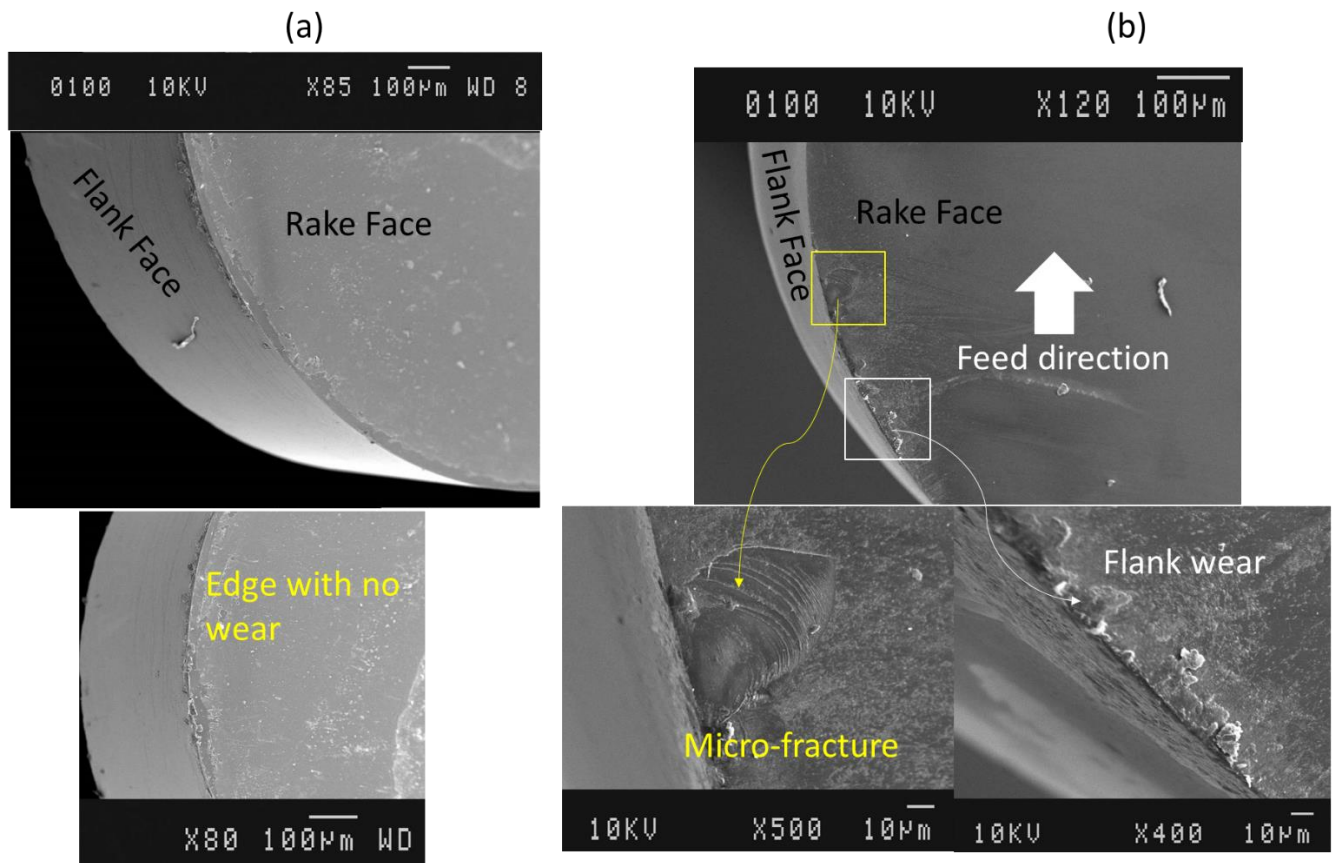 (a)
0100 10KV X85 100µm WD 8
Flank Face
Rake Face
Edge with no
wear
X80 100µm WD
(b)
0100 10KV X120 100µm
Flank Face
Rake Face
Feed direction
Micro-fracture
10KV X500 10µm
Flank wear
10KV X400 10µm